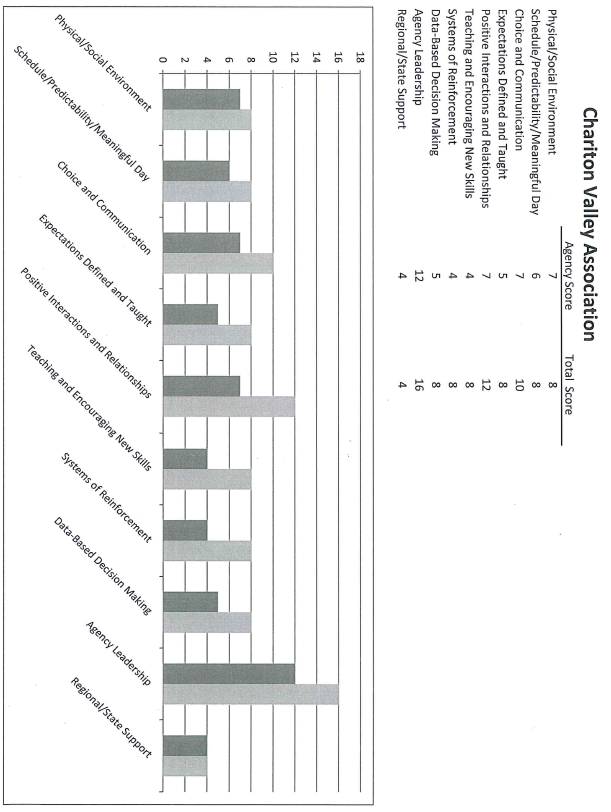 Chariton Valley Association
Agency Score Total Score
Physical/Social Environment 7 8
Schedule/Predictability/Meaningful Day 6 8
Choice and Communication 7 10
Expectations Defined and Taught 5 8
Positive Interactions and Relationships 7 12
Teaching and Encouraging New Skills 4 8
Systems of Reinforcement 4 8
Data-Based Decision Making 5 8
Agency Leadership 12 16
Regional/State Support 4 4
18
16
14
12
10
8
6
4
2
0
Physical/Social Environment
Schedule/Predictability/Meaningful Day
Choice and Communication
Expectations Defined and Taught
Positive Interactions and Relationships
Teaching and Encouraging New Skills
Systems of Reinforcement
Data-Based Decision Making
Agency Leadership
Regional/State Support